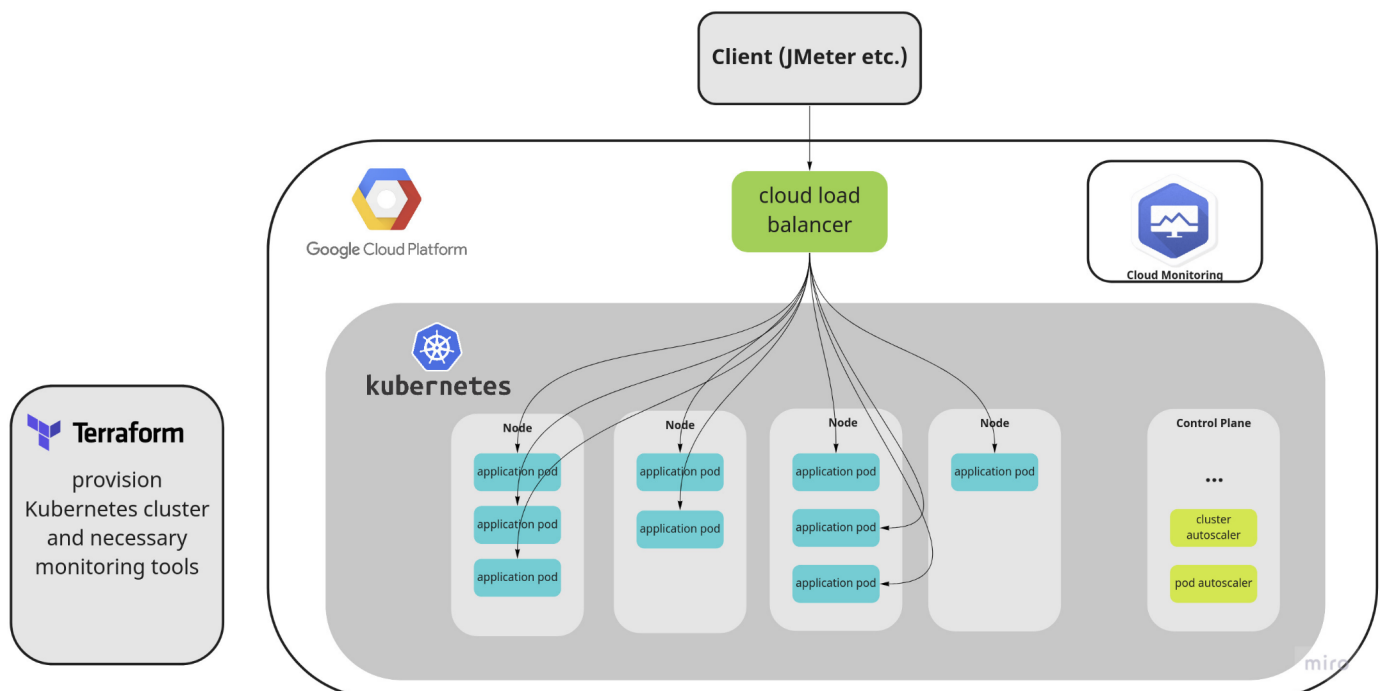 Client (JMeter etc.)
cloud load
balancer
Google Cloud Platform
Cloud Monitoring
kubernetes
Terraform
provision
Kubernetes cluster
and necessary
monitoring tools
Node
application pod
application pod
application pod
Node
application pod
application pod
Node
application pod
application pod
application pod
Node
application pod
Control Plane
...
cluster
autoscaler
pod autoscaler
miro